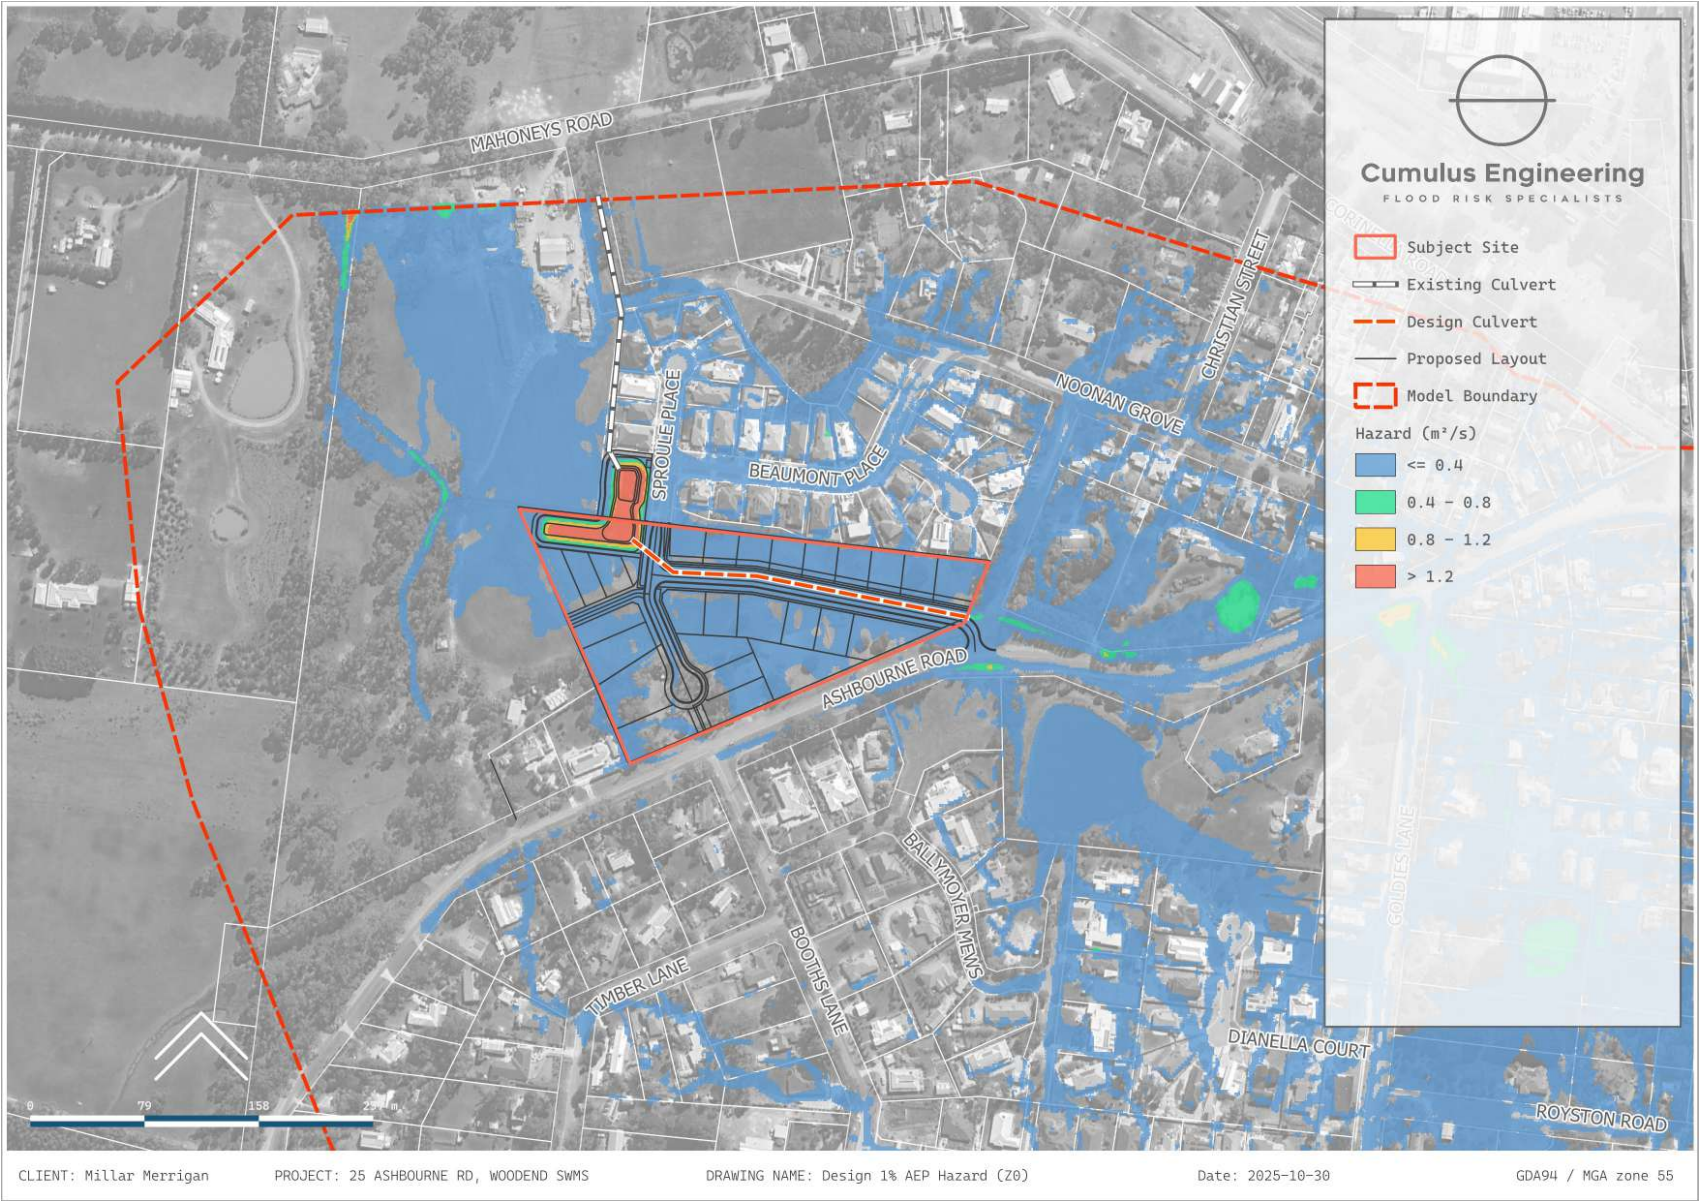 MAHONEYS ROAD
SPROULE PLACE
BEAUMONT PLACE
NOONAN GROVE
CHRISTIAN STREET
ASHBOURNE ROAD
BALLYMOYER MEWS
BOOTHS LANE
TIMBER LANE
DIANELLA COURT
GOLDIES LANE
ROYSTON ROAD
Cumulus Engineering
FLOOD RISK SPECIALISTS
Subject Site
Existing Culvert
Design Culvert
Proposed Layout
Model Boundary
Hazard (m²/s)
<= 0.4
0.4 - 0.8
0.8 - 1.2
> 1.2
0 79 158 m
CLIENT: Millar Merrigan PROJECT: 25 ASHBOURNE RD, WOODEND SWMS DRAWING NAME: Design 1% AEP Hazard (Z0) Date: 2025-10-30 GDA94 / MGA zone 55